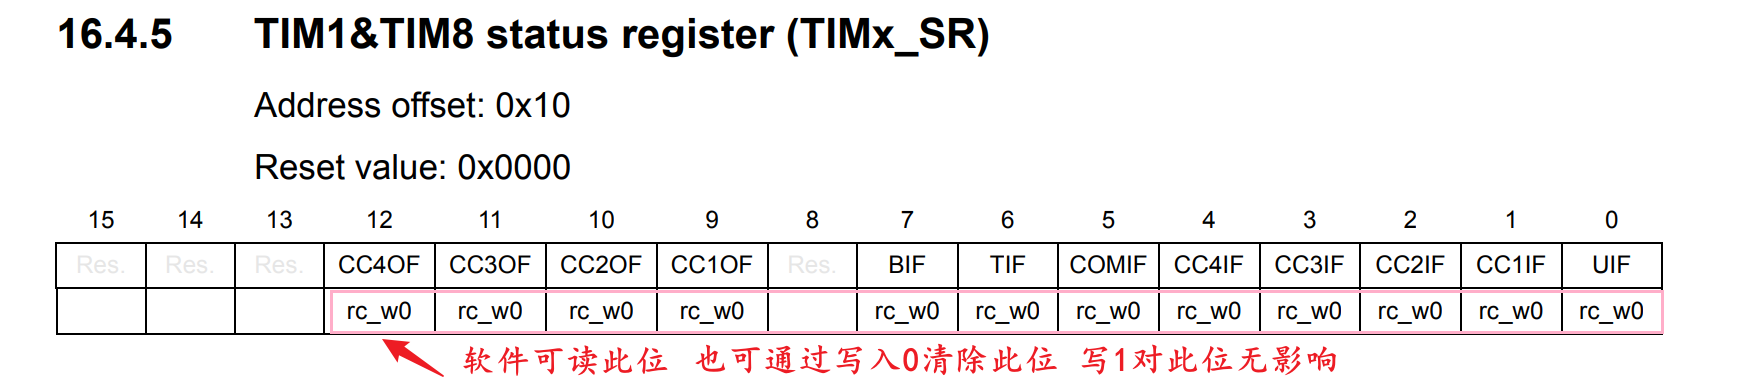 16.4.5 TIM1&TIM8 status register (TIMx_SR)
Address offset: 0x10
Reset value: 0x0000
15 14 13 12 11 10 9 8 7 6 5 4 3 2 1 0
Res. Res. Res. CC4OF CC3OF CC2OF CC1OF Res. BIF TIF COMIF CC4IF CC3IF CC2IF CC1IF UIF
rc_w0 rc_w0 rc_w0 rc_w0 rc_w0 rc_w0 rc_w0 rc_w0 rc_w0 rc_w0 rc_w0 rc_w0
软件可读此位 也可通过写入0清除此位 写1对此位无影响